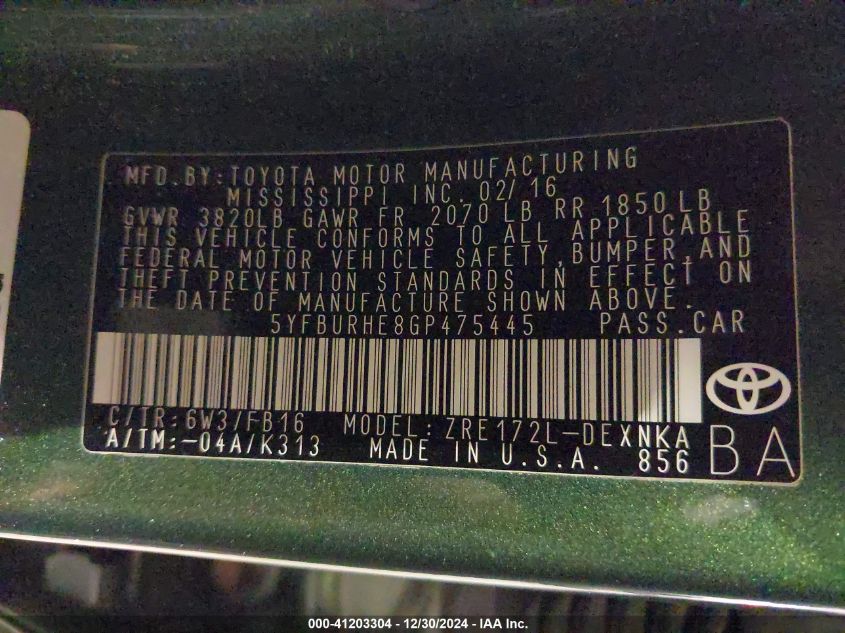 MFD.BY:TOYOTA MOTOR MANUFACTURING
MISSISSIPPI INC. 02/16
GVWR 3820LB GAWR FR 2070 LB RR 1850 LB
THIS VEHICLE CONFORMS TO ALL APPLICABLE
FEDERAL MOTOR VEHICLE SAFETY,BUMPER,AND
THEFT PREVENTION STANDARDS IN EFFECT ON
THE DATE OF MANUFACTURE SHOWN ABOVE.
5YFBURHE8GP475445 PASS.CAR
C/TR:6W3/FB16 MODEL:ZRE172L-DEXNKA
A/TM:-04A/K313 MADE IN U.S.A. 856
BA
000-41203304 - 12/30/2024 - IAA Inc.